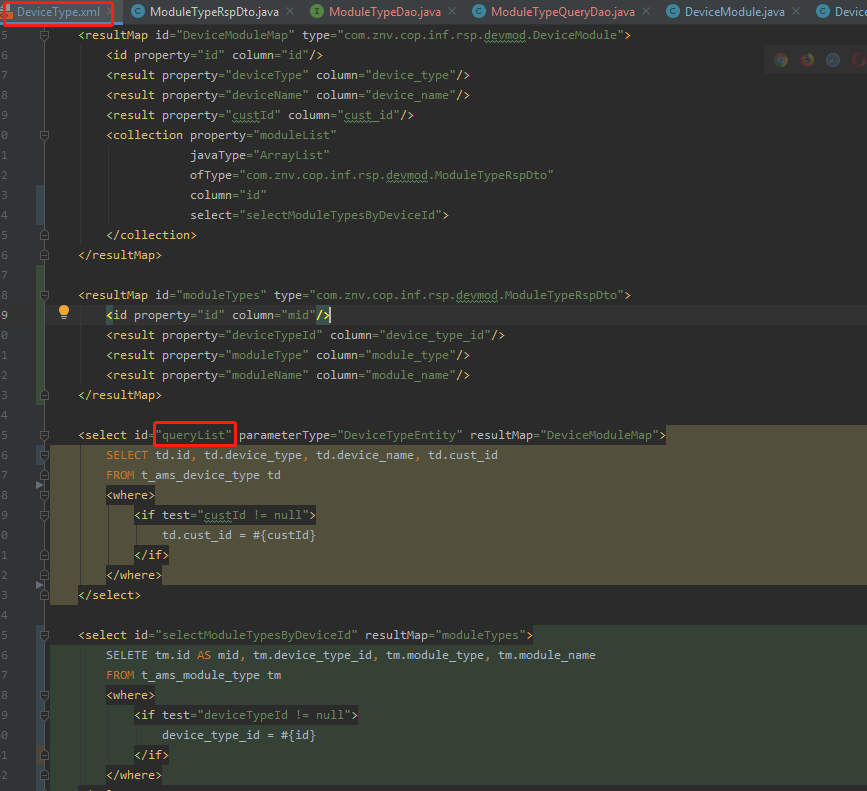 DeviceType.xml ModuleTypeRspDto.java ModuleTypeDao.java ModuleTypeQueryDao.java DeviceModule.java Device
5 <resultMap id="DeviceModuleMap" type="com.znv.cop.inf.rsp.devmod.DeviceModule">
6 <id property="id" column="id"/>
7 <result property="deviceType" column="device_type"/>
8 <result property="deviceName" column="device_name"/>
9 <result property="custId" column="cust_id"/>
0 <collection property="moduleList"
1 javaType="ArrayList"
2 ofType="com.znv.cop.inf.rsp.devmod.ModuleTypeRspDto"
3 column="id"
4 select="selectModuleTypesByDeviceId">
5 </collection>
6 </resultMap>
7
8 <resultMap id="moduleTypes" type="com.znv.cop.inf.rsp.devmod.ModuleTypeRspDto">
9 <id property="id" column="mid"/>
0 <result property="deviceTypeId" column="device_type_id"/>
1 <result property="moduleType" column="module_type"/>
2 <result property="moduleName" column="module_name"/>
3 </resultMap>
4
5 <select id="queryList" parameterType="DeviceTypeEntity" resultMap="DeviceModuleMap">
6 SELECT td.id, td.device_type, td.device_name, td.cust_id
7 FROM t_ams_device_type td
8 <where>
9 <if test="custId != null">
0 td.cust_id = #{custId}
1 </if>
2 </where>
3 </select>
4
5 <select id="selectModuleTypesByDeviceId" resultMap="moduleTypes">
6 SELETE tm.id AS mid, tm.device_type_id, tm.module_type, tm.module_name
7 FROM t_ams_module_type tm
8 <where>
9 <if test="deviceTypeId != null">
0 device_type_id = #{id}
1 </if>
2 </where>